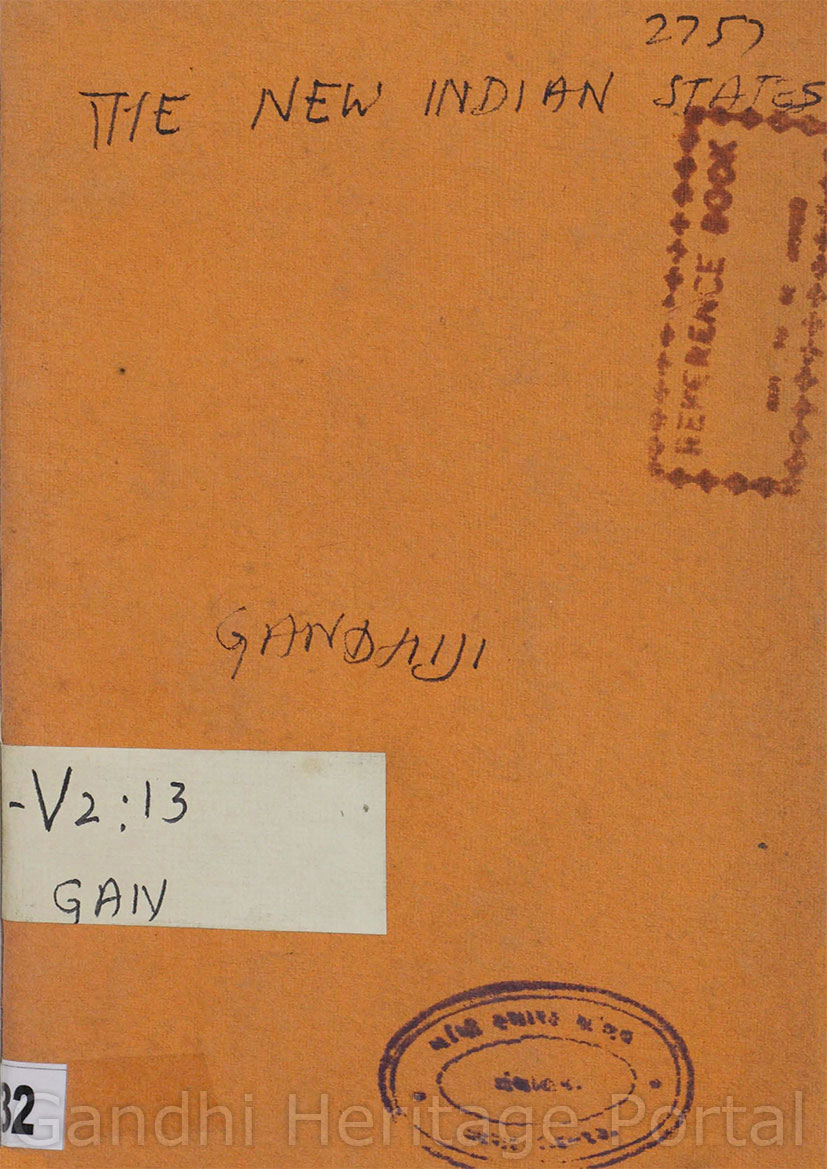 2757
THE NEW INDIAN STATES
REFERENCE BOOK
GANDHIJI
-V2:13
GAN
32
Gandhi Heritage Portal